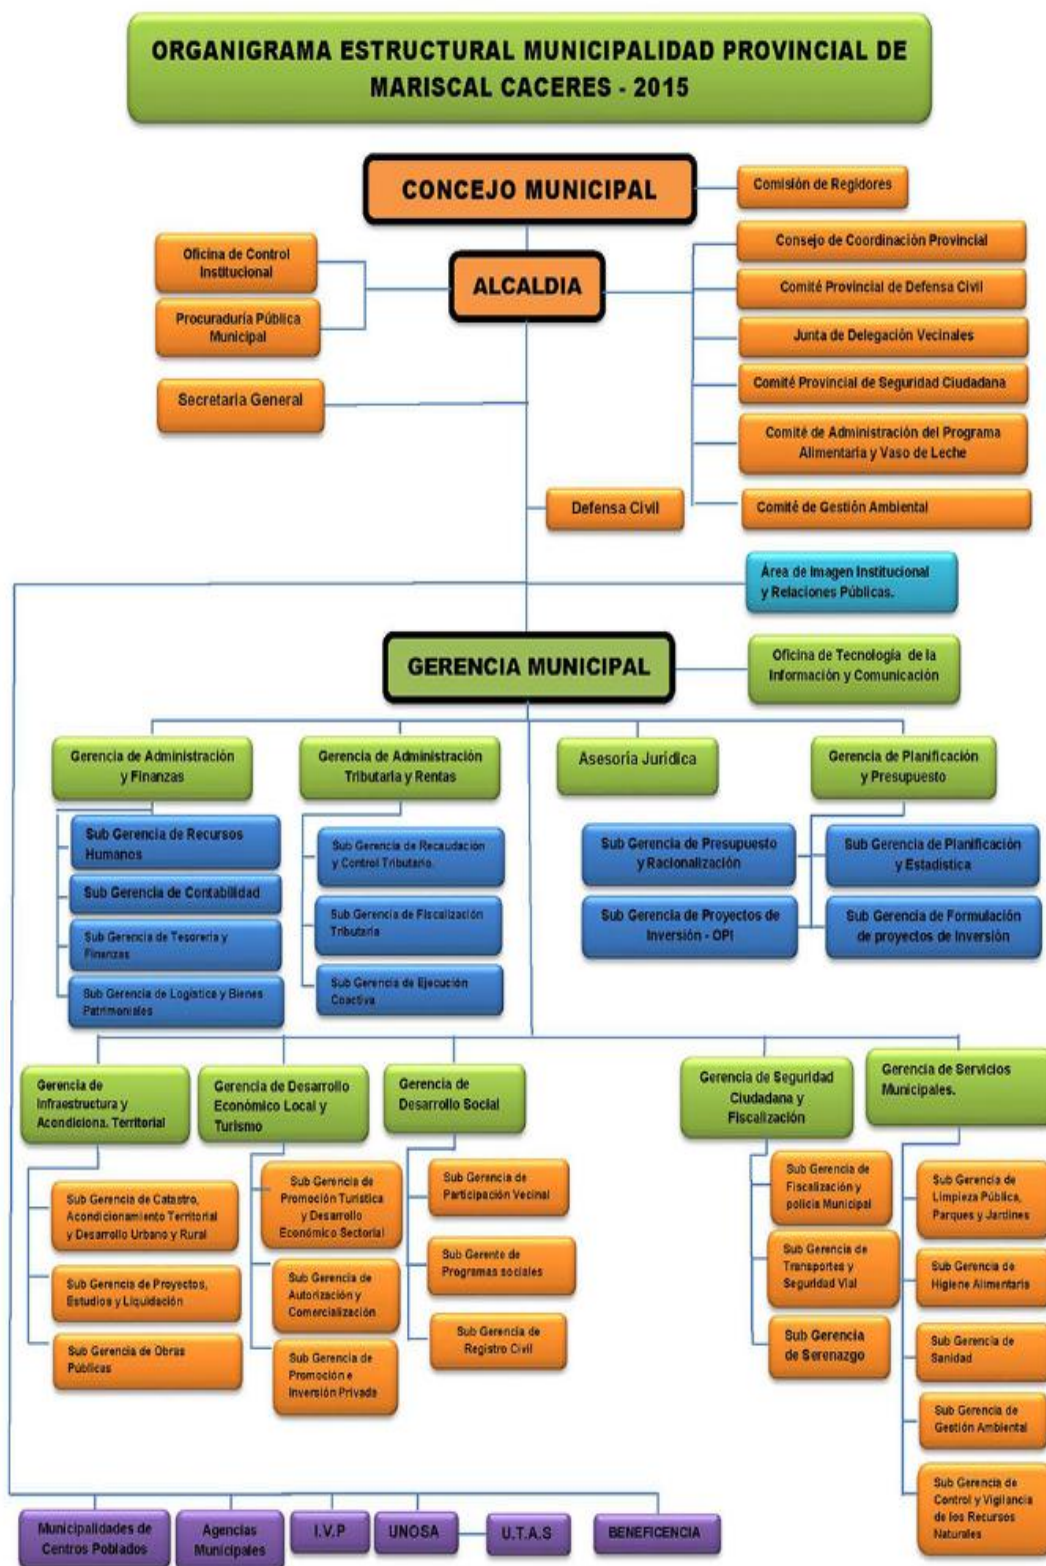 ORGANIGRAMA ESTRUCTURAL MUNICIPALIDAD PROVINCIAL DE
MARISCAL CACERES - 2015
CONCEJO MUNICIPAL
Comisión de Regidores
Oficina de Control
Institucional
Procuraduría Pública
Municipal
ALCALDIA
Consejo de Coordinación Provincial
Comité Provincial de Defensa Civil
Junta de Delegación Vecinales
Comité Provincial de Seguridad Ciudadana
Comité de Administración del Programa
Alimentaria y Vaso de Leche
Comité de Gestión Ambiental
Secretaria General
Defensa Civil
Área de Imagen Institucional
y Relaciones Públicas.
GERENCIA MUNICIPAL
Oficina de Tecnología de la
Información y Comunicación
Gerencia de Administración
y Finanzas
Gerencia de Administración
Tributaria y Rentas
Asesoría Jurídica
Gerencia de Planificación
y Presupuesto
Sub Gerencia de Recursos
Humanos
Sub Gerencia de Contabilidad
Sub Gerencia de Tesorería y
Finanzas
Sub Gerencia de Logística y Bienes
Patrimoniales
Sub Gerencia de Recaudación
y Control Tributario.
Sub Gerencia de Fiscalización
Tributaria
Sub Gerencia de Ejecución
Coactiva
Sub Gerencia de Presupuesto
y Racionalización
Sub Gerencia de Planificación
y Estadística
Sub Gerencia de Proyectos de
Inversión - OPI
Sub Gerencia de Formulación
de proyectos de Inversión
Gerencia de
Infraestructura y
Acondiciona. Territorial
Gerencia de Desarrollo
Económico Local y
Turismo
Gerencia de
Desarrollo Social
Gerencia de Seguridad
Ciudadana y
Fiscalización
Gerencia de Servicios
Municipales.
Sub Gerencia de Catastro,
Acondicionamiento Territorial
y Desarrollo Urbano y Rural
Sub Gerencia de Proyectos,
Estudios y Liquidación
Sub Gerencia de Obras
Públicas
Sub Gerencia de
Promoción Turística
y Desarrollo
Económico Sectorial
Sub Gerencia de
Autorización y
Comercialización
Sub Gerencia de
Promoción e
Inversión Privada
Sub Gerencia de
Participación Vecinal
Sub Gerente de
Programas sociales
Sub Gerencia de
Registro Civil
Sub Gerencia de
Fiscalización y
policía Municipal
Sub Gerencia de
Transportes y
Seguridad Vial
Sub Gerencia
de Serenazgo
Sub Gerencia de
Limpieza Pública,
Parques y Jardines
Sub Gerencia de
Higiene Alimentaria
Sub Gerencia de
Sanidad
Sub Gerencia de
Gestión Ambiental
Sub Gerencia de
Control y Vigilancia
de los Recursos
Naturales
Municipalidades de
Centros Poblados
Agencias
Municipales
I.V.P
UNOSA
U.T.A.S
BENEFICENCIA